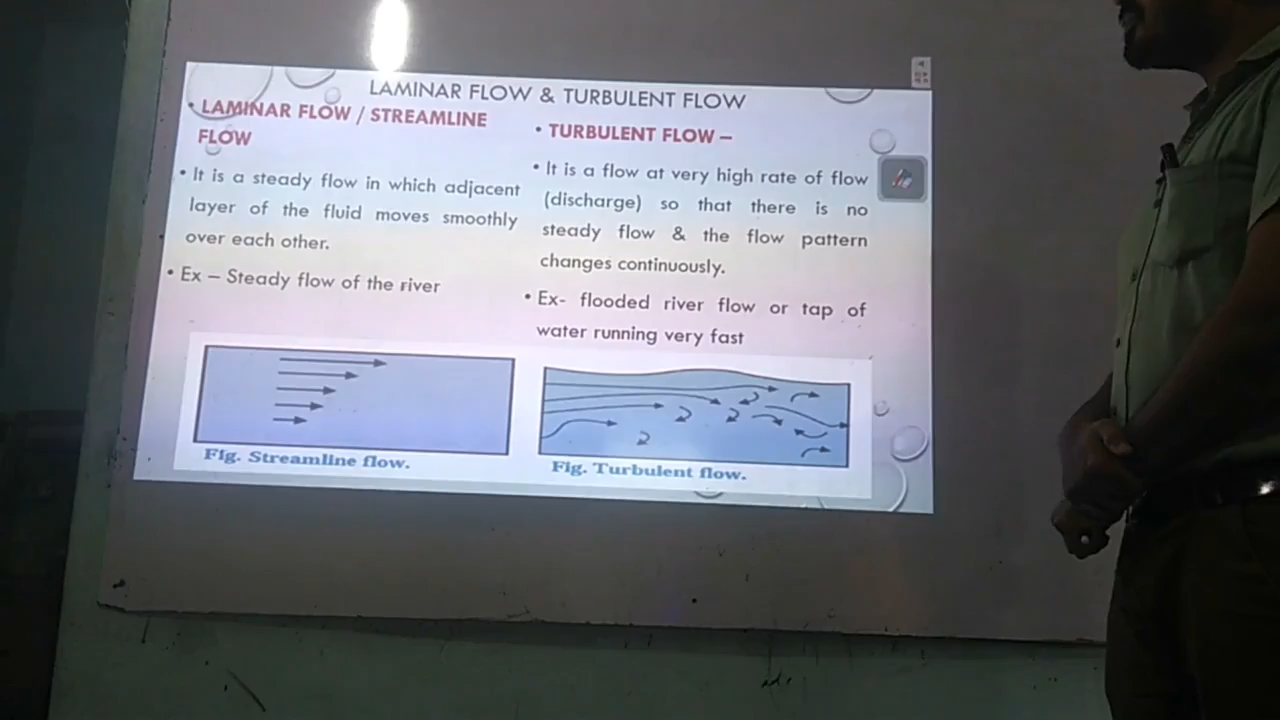 LAMINAR FLOW & TURBULENT FLOW
• LAMINAR FLOW / STREAMLINE
FLOW
• It is a steady flow in which adjacent
layer of the fluid moves smoothly
over each other.
• Ex – Steady flow of the river
Fig. Streamline flow.
• TURBULENT FLOW –
• It is a flow at very high rate of flow
(discharge) so that there is no
steady flow & the flow pattern
changes continuously.
• Ex- flooded river flow or tap of
water running very fast
Fig. Turbulent flow.